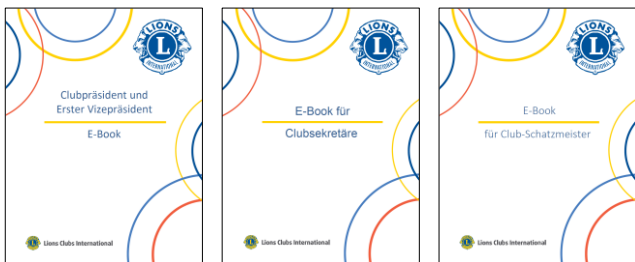 LIONS
L
INTERNATIONAL
Clubpräsident und
Erster Vizepräsident
E-Book
Lions Clubs International
LIONS
L
INTERNATIONAL
E-Book für
Clubsekretäre
Lions Clubs International
LIONS
L
INTERNATIONAL
E-Book
für Club-Schatzmeister
Lions Clubs International